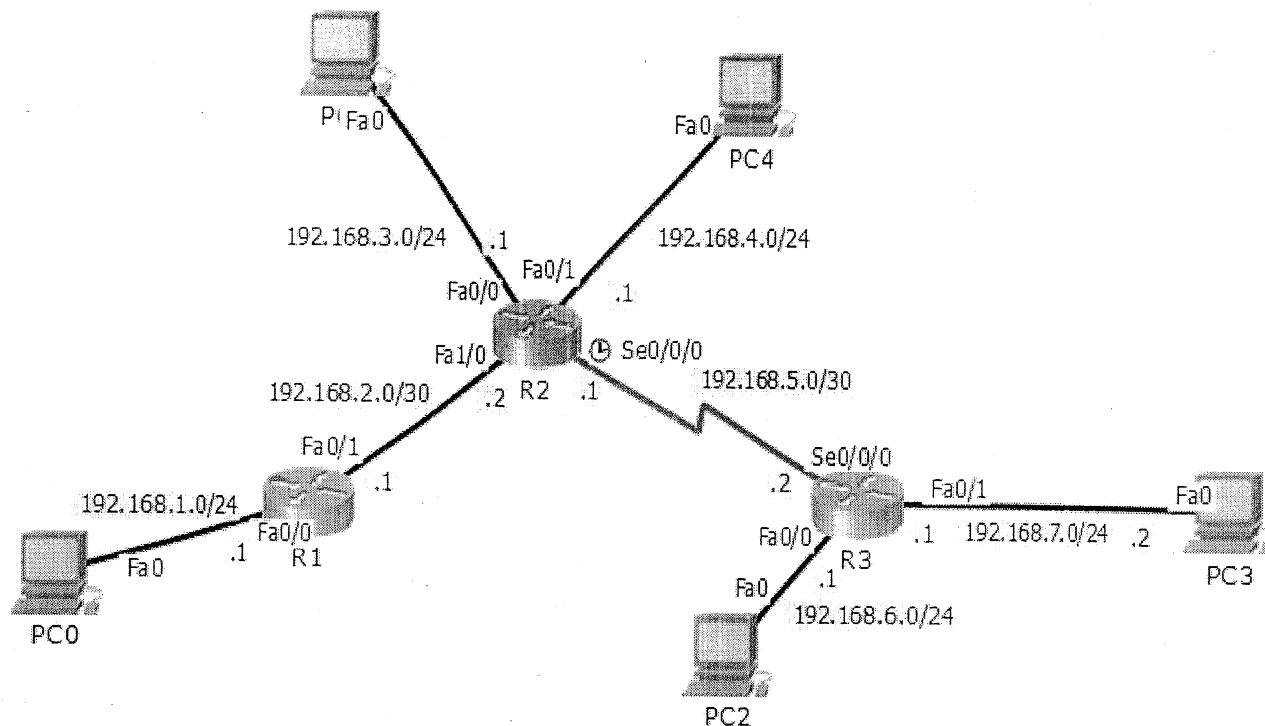 Fa0
Fa0
PC4
192.168.3.0/24
.1
192.168.4.0/24
Fa0/1
Fa0/0
.1
Fa1/0
Se0/0/0
192.168.2.0/30
.2
R2
.1
192.168.5.0/30
Fa0/1
.1
Se0/0/0
.2
Fa0/1
Fa0
192.168.1.0/24
Fa0/0
.1
R1
Fa0
Fa0/0
.1
192.168.7.0/24
.2
R3
PC3
PC0
Fa0
.1
192.168.6.0/24
PC2